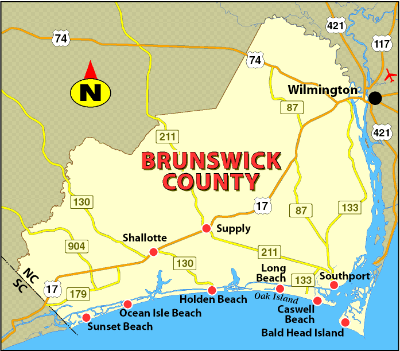 421
74
117
N
74
Wilmington
87
421
211
BRUNSWICK
COUNTY
130
17
87
133
904
Shallotte
Supply
211
NC
SC
17
179
130
Long
Beach
Southport
Oak Island
133
Holden Beach
Ocean Isle Beach
Caswell
Beach
Sunset Beach
Bald Head Island